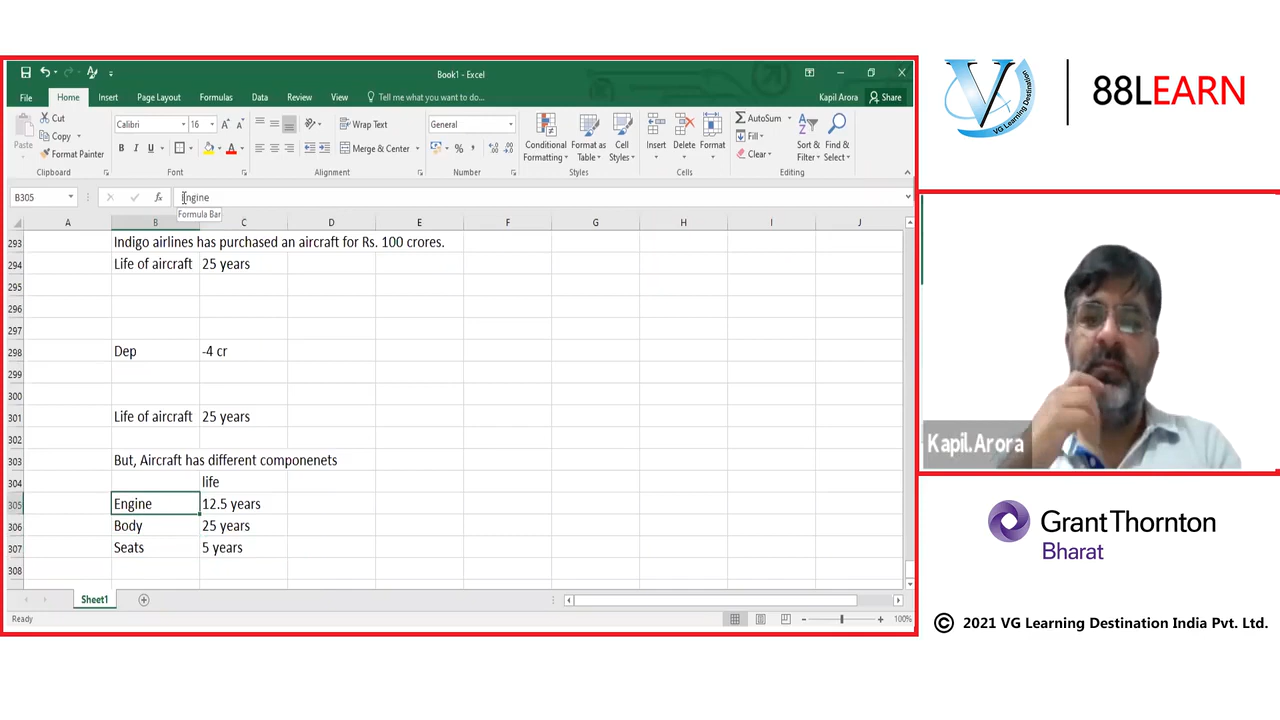 Book1 - Excel
File Home Insert Page Layout Formulas Data Review View Tell me what you want to do... Kapil Arora Share
Paste
Cut
Copy
Format Painter
Clipboard
Calibri 16
B I U
Font
Wrap Text
Merge & Center
Alignment
General
Number
Conditional Formatting
Format as Table
Cell Styles
Styles
Insert Delete Format
Cells
AutoSum
Fill
Clear
Sort & Filter
Find & Select
Editing
B305 fx Engine
Formula Bar
A B C D E F G H I J
293 Indigo airlines has purchased an aircraft for Rs. 100 crores.
294 Life of aircraft 25 years
295
296
297
298 Dep -4 cr
299
300
301 Life of aircraft 25 years
302
303 But, Aircraft has different componenets
304 life
305 Engine 12.5 years
306 Body 25 years
307 Seats 5 years
308
Sheet1
Ready 100%
V
VG Learning Destination
88LEARN
Kapil.Arora
Grant Thornton
Bharat
© 2021 VG Learning Destination India Pvt. Ltd.